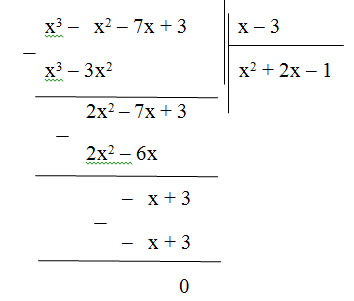 x³ – x² – 7x + 3 x – 3
–
x³ – 3x² x² + 2x – 1
2x² – 7x + 3
–
2x² – 6x
– x + 3
–
– x + 3
0